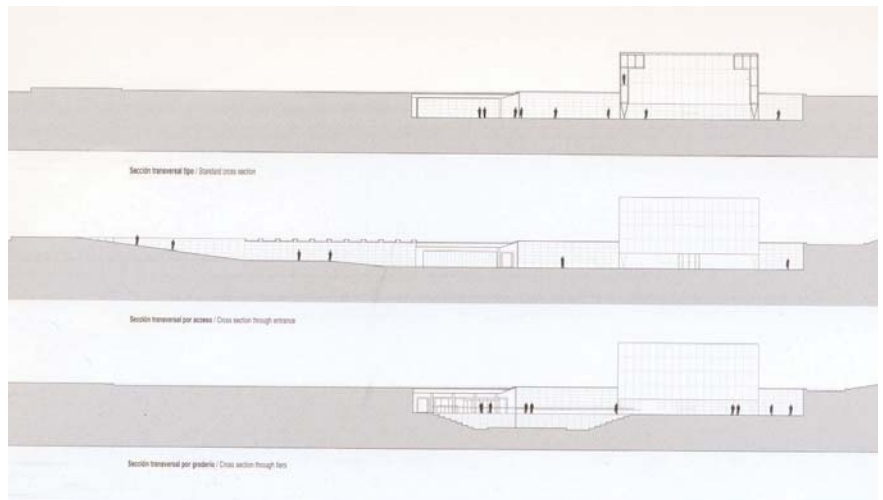 Sección transversal tipo / Standard cross section
Sección transversal por acceso / Cross section through entrance
Sección transversal por graderío / Cross section through tiers